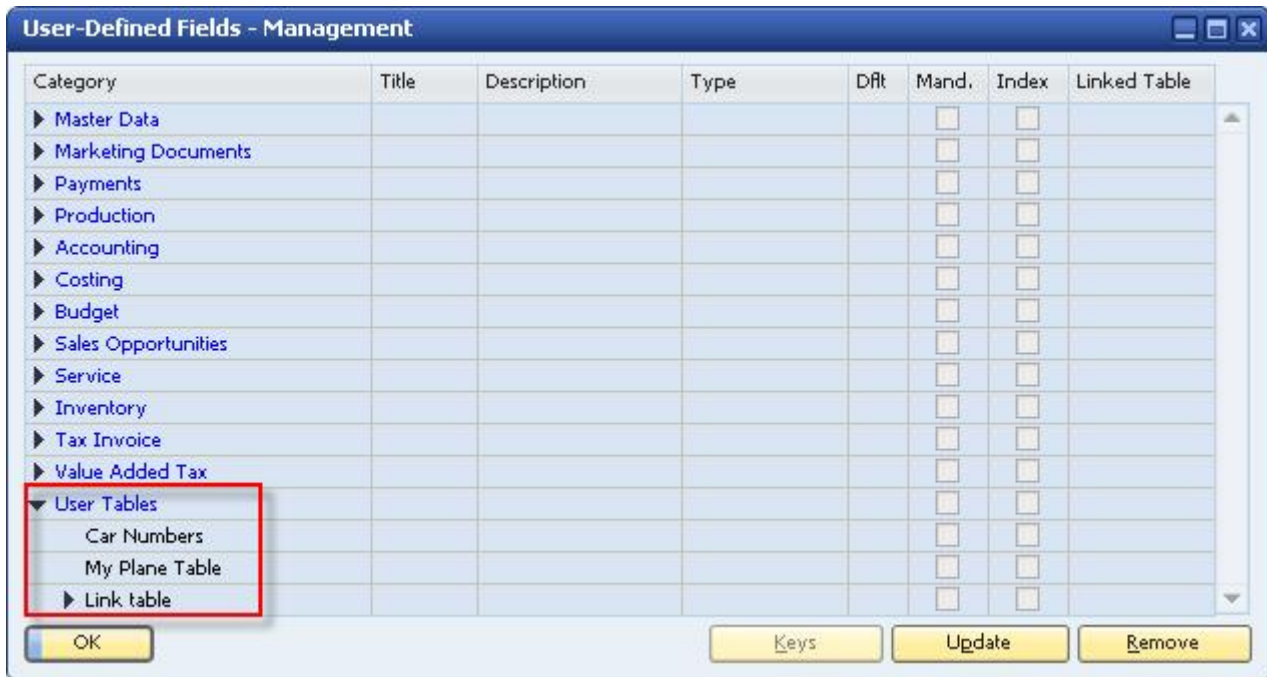 User-Defined Fields - Management
Category Title Description Type Dflt Mand. Index Linked Table
Master Data
Marketing Documents
Payments
Production
Accounting
Costing
Budget
Sales Opportunities
Service
Inventory
Tax Invoice
Value Added Tax
User Tables
Car Numbers
My Plane Table
Link table
OK Keys Update Remove